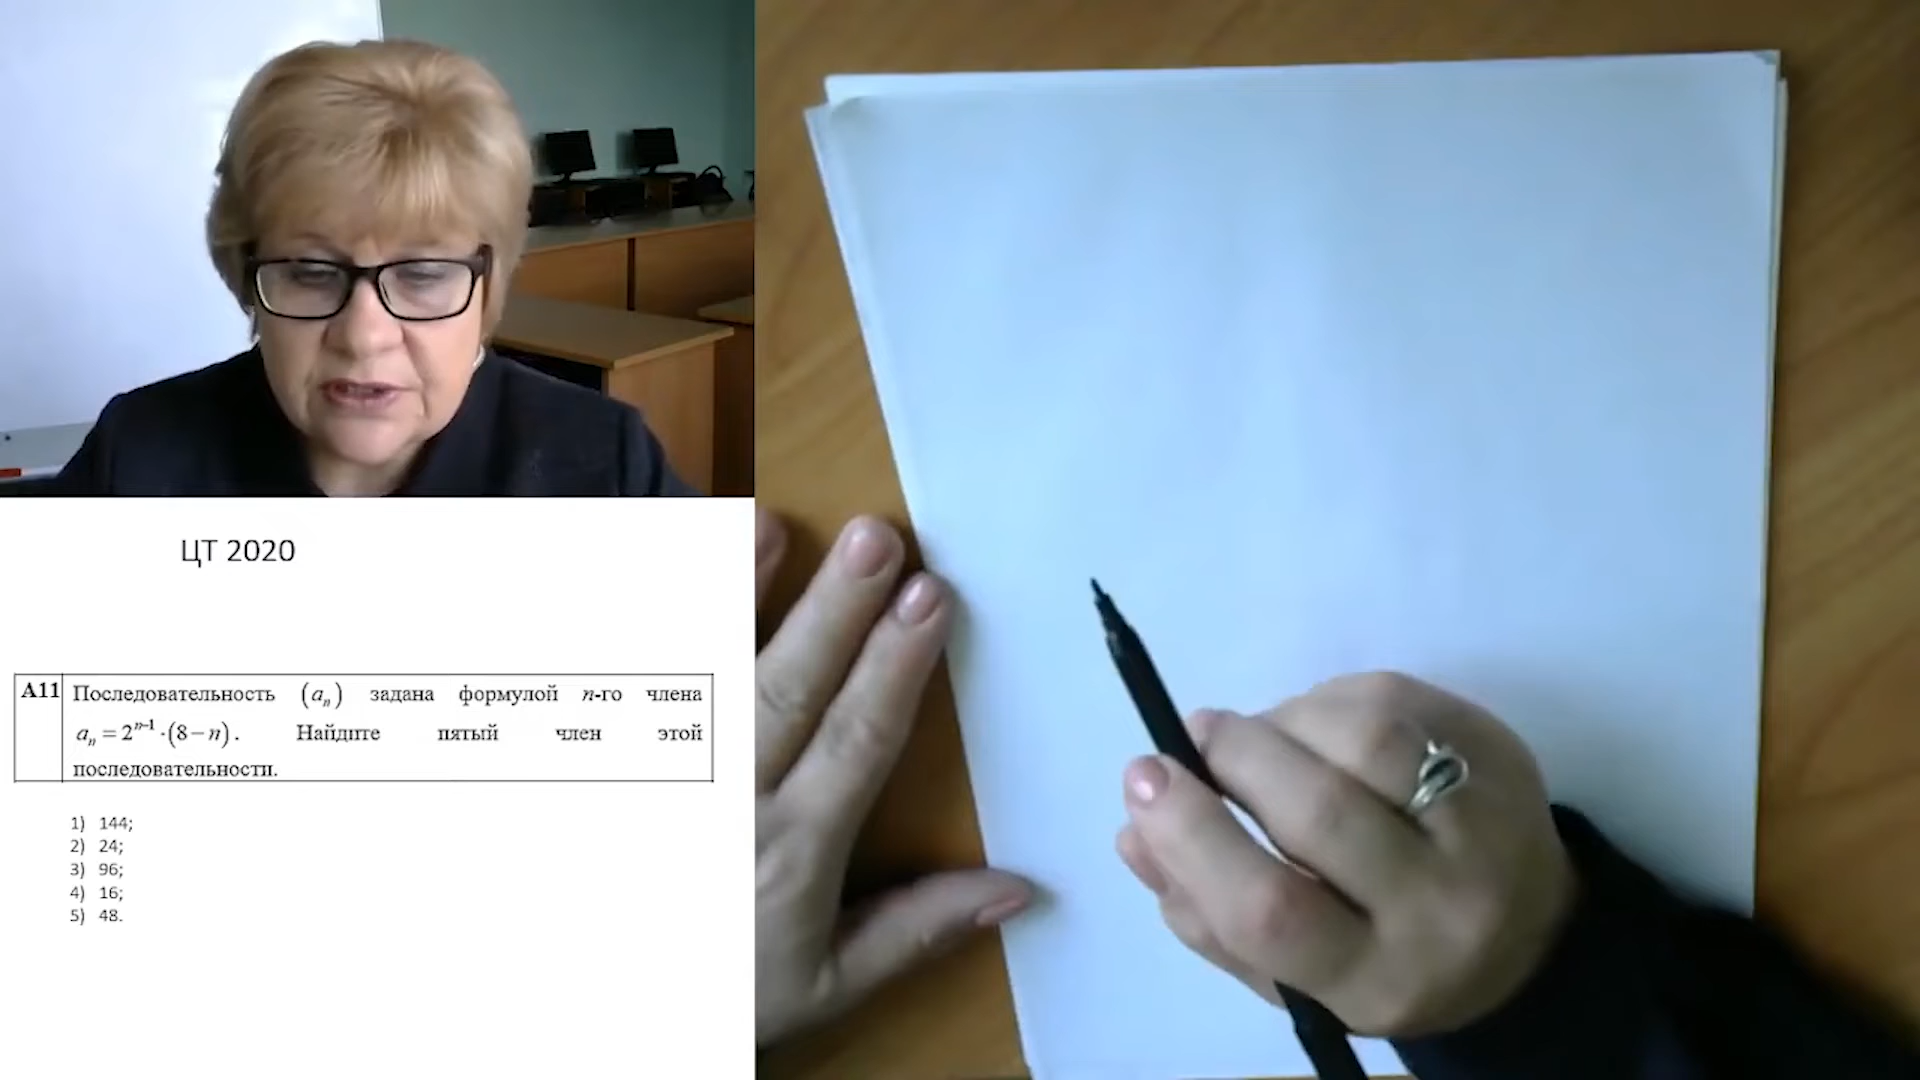 ЦТ 2020
A11 Последовательность (aₙ) задана формулой n-го члена
aₙ = 2ⁿ⁻¹ · (8 − n). Найдите пятый член этой
последовательности.
1) 144;
2) 24;
3) 96;
4) 16;
5) 48.